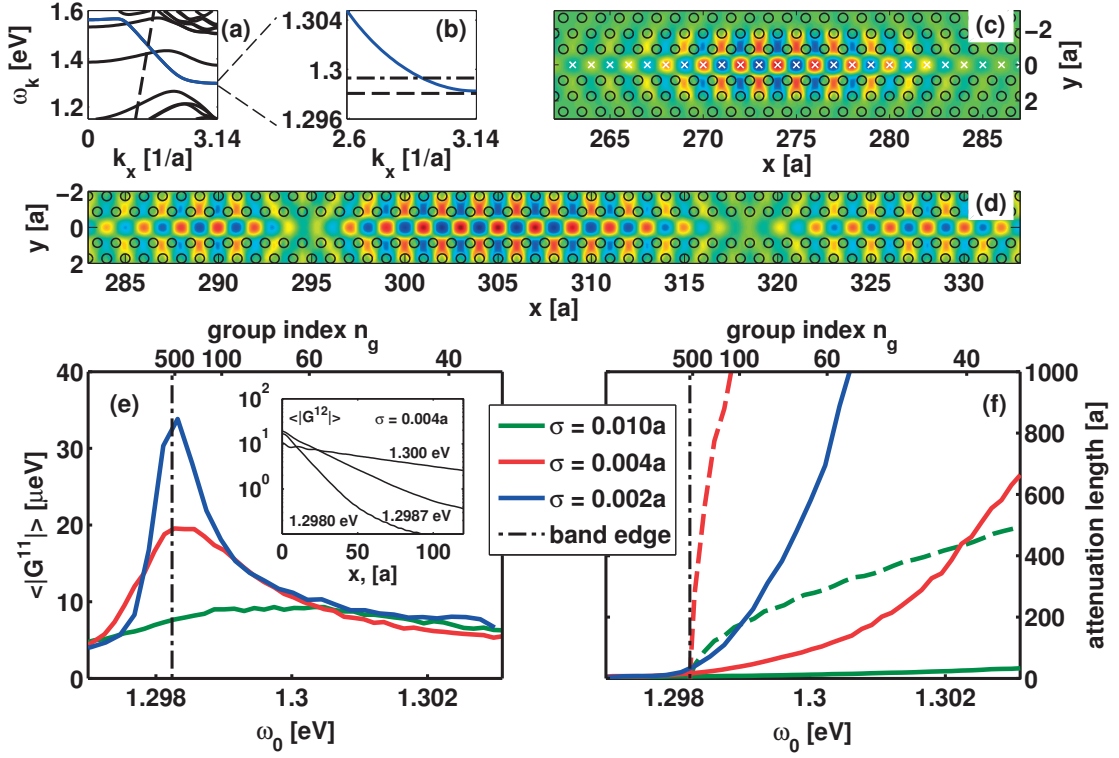 1.6
1.4
1.2
ω_k [eV]
(a)
0
3.14
k_x [1/a]
1.304
1.3
1.296
(b)
2.6
3.14
k_x [1/a]
(c)
−2
0
2
y [a]
265 270 275 280 285
x [a]
−2
0
2
y [a]
(d)
285 290 295 300 305 310 315 320 325 330
x [a]
group index n_g
500 100 60 40
40
30
20
10
0
<|G^11|> [μeV]
(e)
10^2
10^1
10^0
<|G^12|> σ = 0.004a
1.300 eV
1.2980 eV
1.2987 eV
0 50 100
x, [a]
1.298 1.3 1.302
ω_0 [eV]
σ = 0.010a
σ = 0.004a
σ = 0.002a
band edge
group index n_g
500 100 60 40
(f)
1000
800
600
400
200
0
attenuation length [a]
1.298 1.3 1.302
ω_0 [eV]